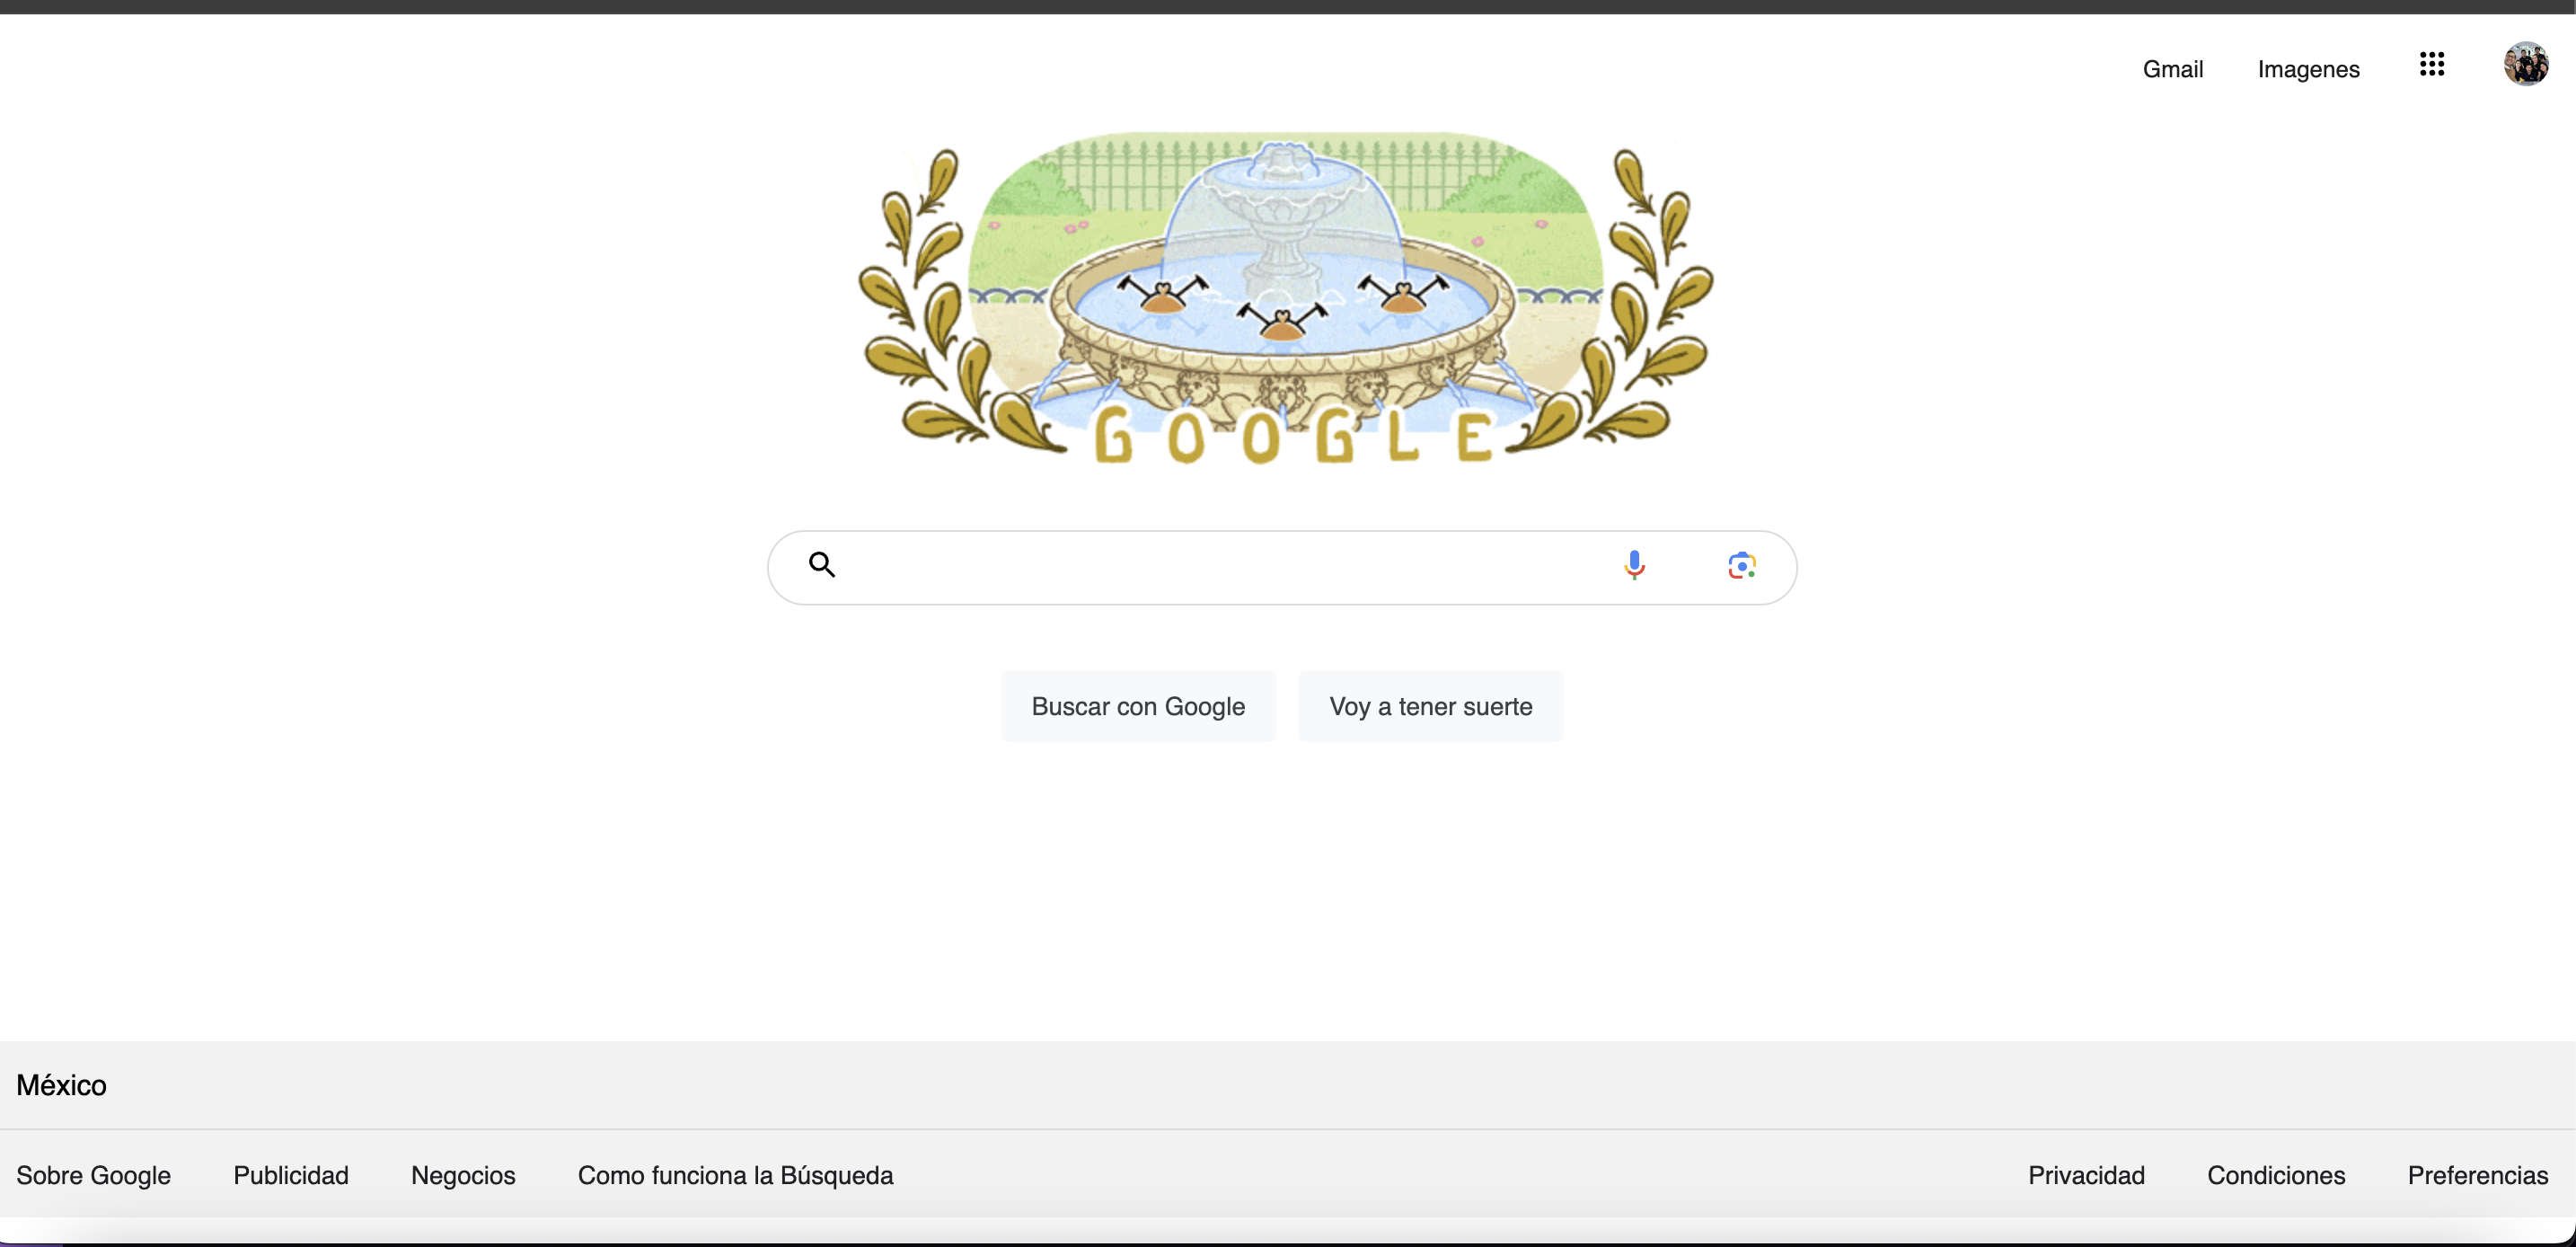 Gmail Imagenes
GOOGLE
Buscar con Google Voy a tener suerte
México
Sobre Google Publicidad Negocios Como funciona la Búsqueda Privacidad Condiciones Preferencias